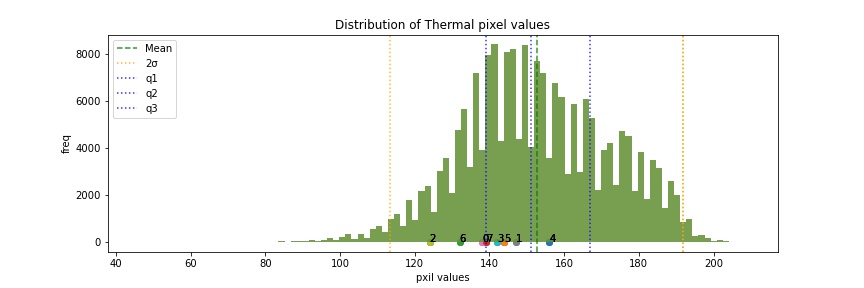 Distribution of Thermal pixel values
Mean
2σ
q1
q2
q3
freq
8000
6000
4000
2000
0
2 6 0 7 3 5 1 4
40 60 80 100 120 140 160 180 200
pxil values